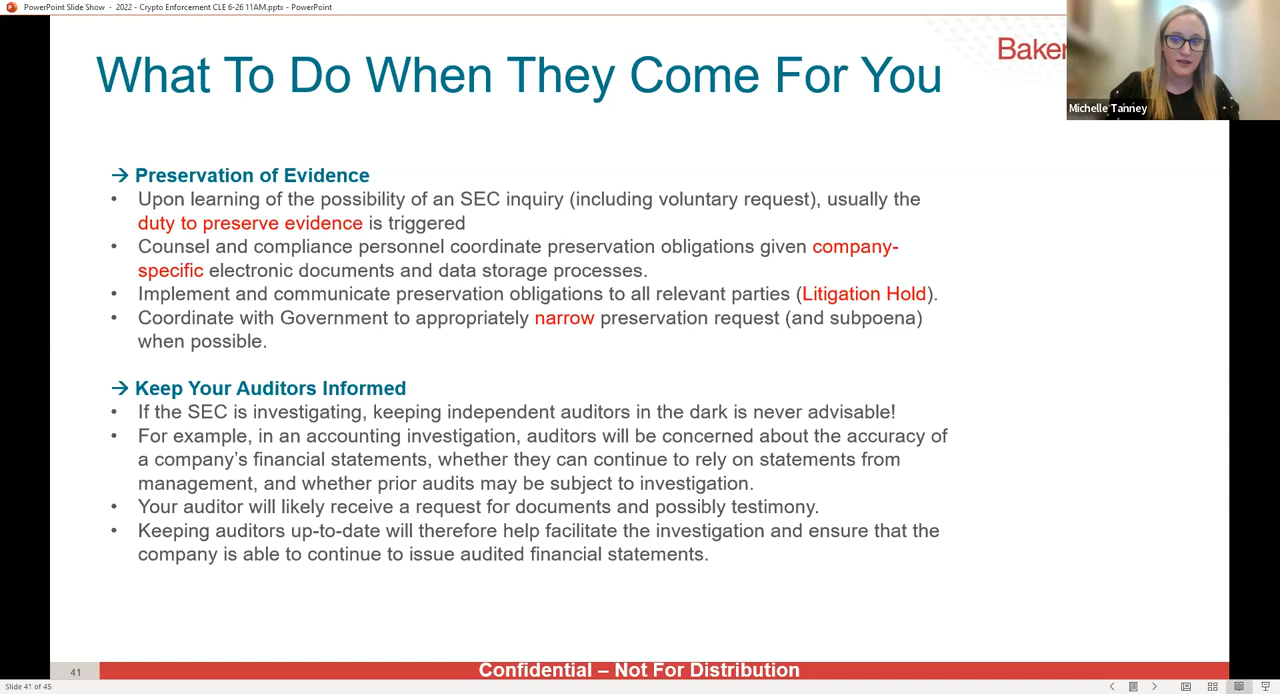 PowerPoint Slide Show - 2022 - Crypto Enforcement CLE 6-26 11AM.pptx - PowerPoint
What To Do When They Come For You
Baker
Michelle Tanney
→ Preservation of Evidence
• Upon learning of the possibility of an SEC inquiry (including voluntary request), usually the
duty to preserve evidence is triggered
• Counsel and compliance personnel coordinate preservation obligations given company-
specific electronic documents and data storage processes.
• Implement and communicate preservation obligations to all relevant parties (Litigation Hold).
• Coordinate with Government to appropriately narrow preservation request (and subpoena)
when possible.
→ Keep Your Auditors Informed
• If the SEC is investigating, keeping independent auditors in the dark is never advisable!
• For example, in an accounting investigation, auditors will be concerned about the accuracy of
a company’s financial statements, whether they can continue to rely on statements from
management, and whether prior audits may be subject to investigation.
• Your auditor will likely receive a request for documents and possibly testimony.
• Keeping auditors up-to-date will therefore help facilitate the investigation and ensure that the
company is able to continue to issue audited financial statements.
41
Confidential – Not For Distribution
Slide 41 of 45